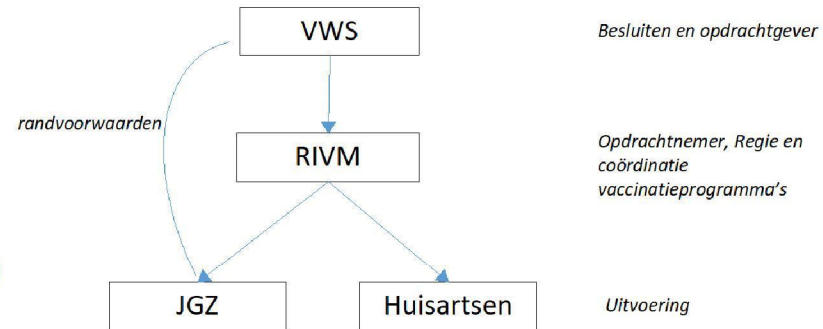 VWS
Besluiten en opdrachtgever
randvoorwaarden
RIVM
Opdrachtnemer, Regie en
coördinatie
vaccinatieprogramma's
JGZ
Huisartsen
Uitvoering